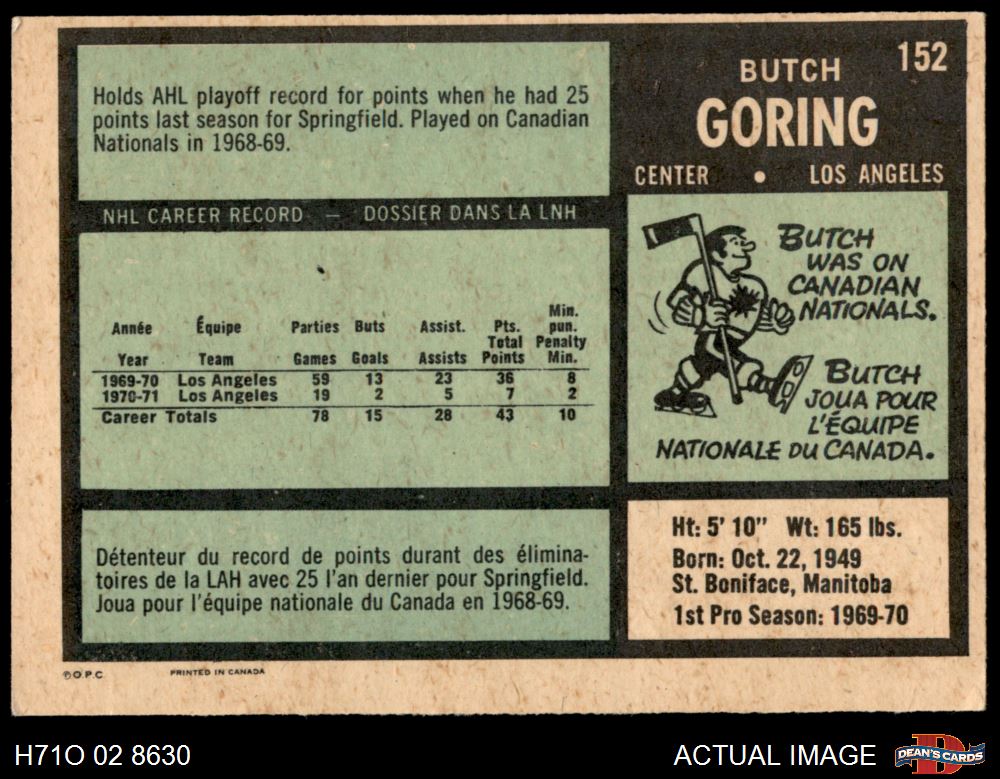 152
BUTCH
GORING
CENTER • LOS ANGELES
Holds AHL playoff record for points when he had 25
points last season for Springfield. Played on Canadian
Nationals in 1968-69.
NHL CAREER RECORD — DOSSIER DANS LA LNH
Année Équipe Parties Buts Assist. Pts. Total Min. pun.
Year Team Games Goals Assists Points Penalty Min.
1969-70 Los Angeles 59 13 23 36 8
1970-71 Los Angeles 19 2 5 7 2
Career Totals 78 15 28 43 10
Détenteur du record de points durant des élimina-
toires de la LAH avec 25 l'an dernier pour Springfield.
Joua pour l'équipe nationale du Canada en 1968-69.
BUTCH
WAS ON
CANADIAN
NATIONALS.
BUTCH
JOUA POUR
L'ÉQUIPE
NATIONALE DU CANADA.
Ht: 5' 10" Wt: 165 lbs.
Born: Oct. 22, 1949
St. Boniface, Manitoba
1st Pro Season: 1969-70
©O.P.C. PRINTED IN CANADA
H71O 02 8630
ACTUAL IMAGE
DEAN'S CARDS